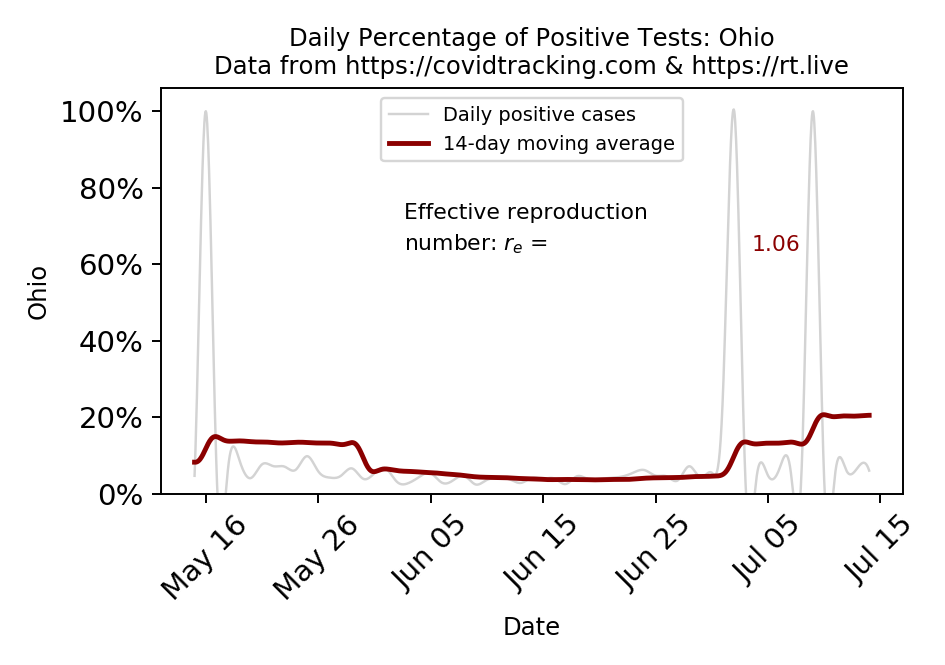 Daily Percentage of Positive Tests: Ohio
Data from https://covidtracking.com & https://rt.live
Daily positive cases
14-day moving average
Effective reproduction
number: rₑ =
1.06
Ohio
100%
80%
60%
40%
20%
0%
May 16
May 26
Jun 05
Jun 15
Jun 25
Jul 05
Jul 15
Date